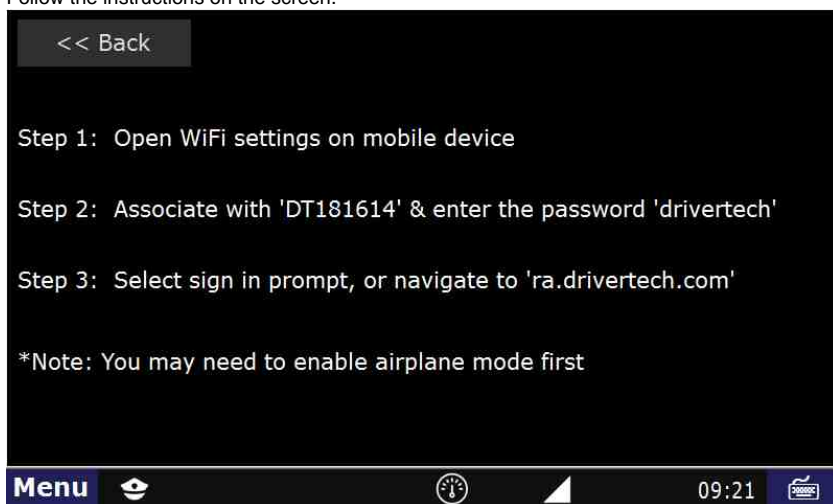 Follow the instructions on the screen.
<< Back
Step 1: Open WiFi settings on mobile device
Step 2: Associate with 'DT181614' & enter the password 'drivertech'
Step 3: Select sign in prompt, or navigate to 'ra.drivertech.com'
*Note: You may need to enable airplane mode first
Menu 09:21